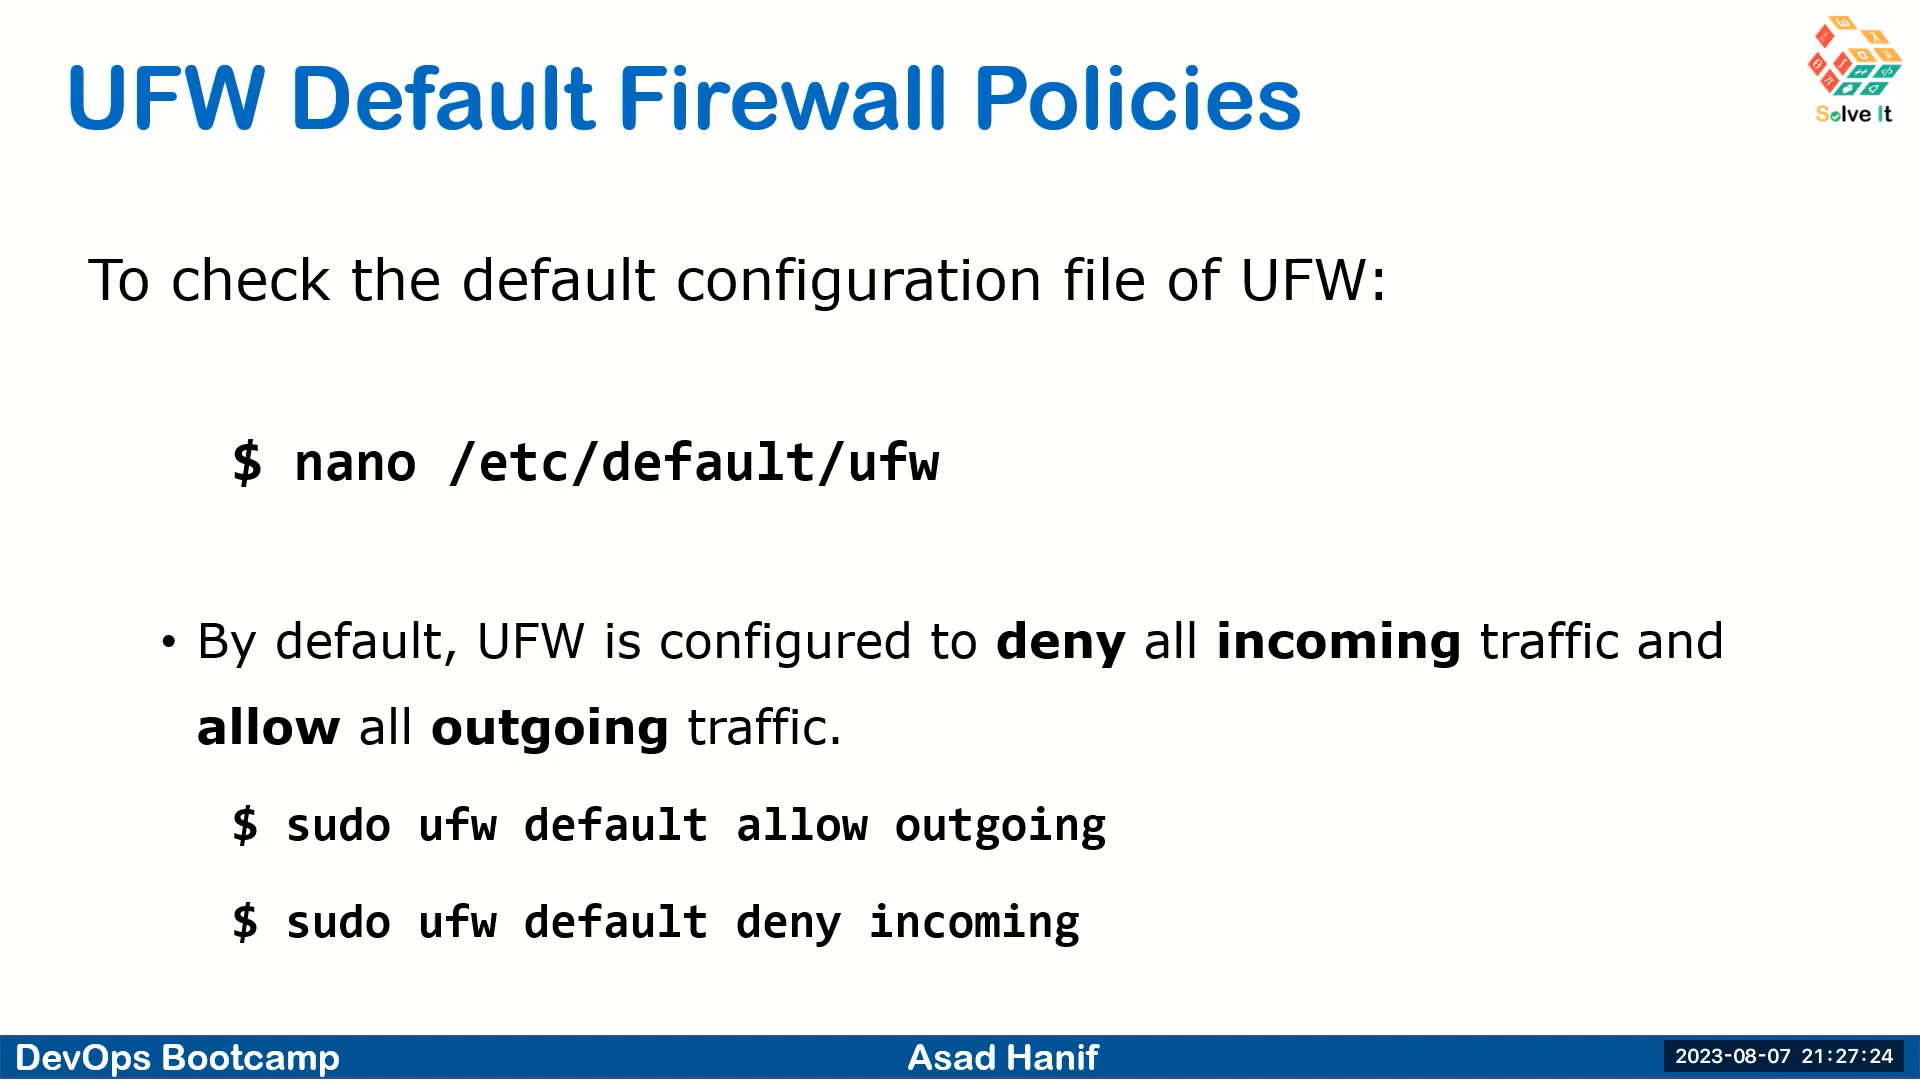 UFW Default Firewall Policies
Solve It
To check the default configuration file of UFW:
$ nano /etc/default/ufw
• By default, UFW is configured to deny all incoming traffic and
allow all outgoing traffic.
$ sudo ufw default allow outgoing
$ sudo ufw default deny incoming
DevOps Bootcamp
Asad Hanif
2023-08-07 21:27:24